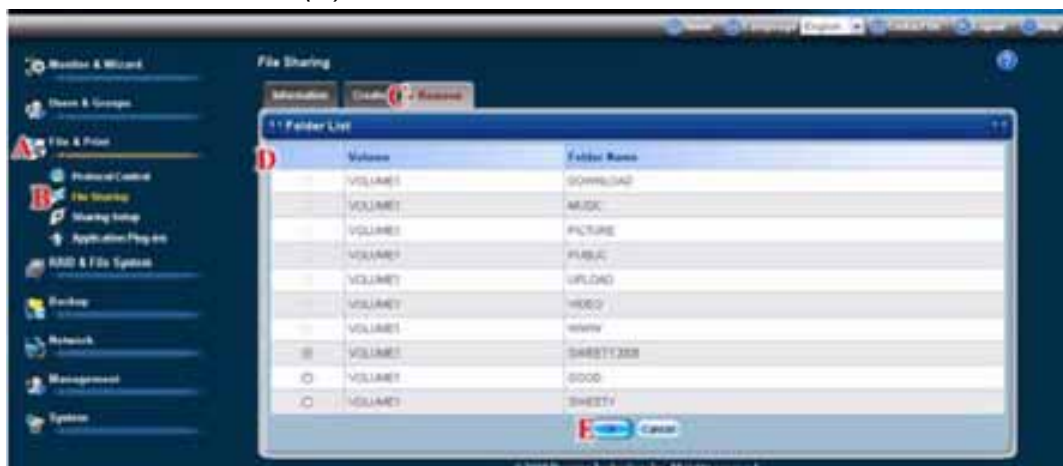 Language English
File Sharing
Monitor & Wizard
Users & Groups
A File & Print
Protocol Control
B File Sharing
Sharing Setup
Application Plug-ins
RAID & File System
Backup
Network
Management
System
Information Create C Remove
Folder List
D Volume Folder Name
VOLUME1 DOWNLOAD
VOLUME1 MUSIC
VOLUME1 PICTURE
VOLUME1 PUBLIC
VOLUME1 UPLOAD
VOLUME1 VIDEO
VOLUME1 WWW
VOLUME1
VOLUME1 GOOD
VOLUME1 SWEETY
E Cancel